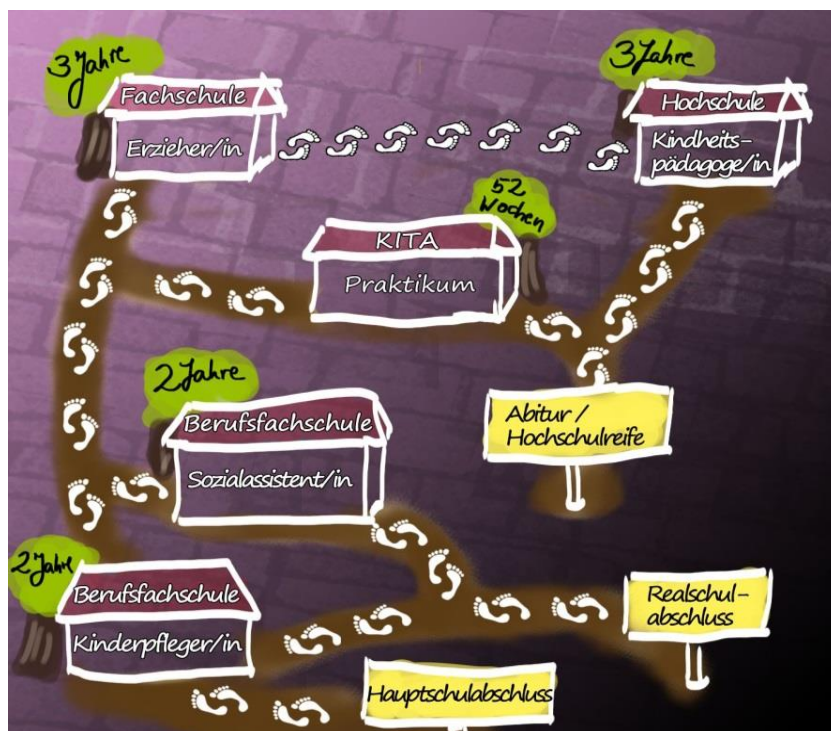 3 Jahre
Fachschule
Erzieher/in
3 Jahre
Hochschule
Kindheits-
pädagoge/in
52
Wochen
KITA
Praktikum
2 Jahre
Berufsfachschule
Sozialassistent/in
Abitur /
Hochschulreife
2 Jahre
Berufsfachschule
Kinderpfleger/in
Realschul-
abschluss
Hauptschulabschluss